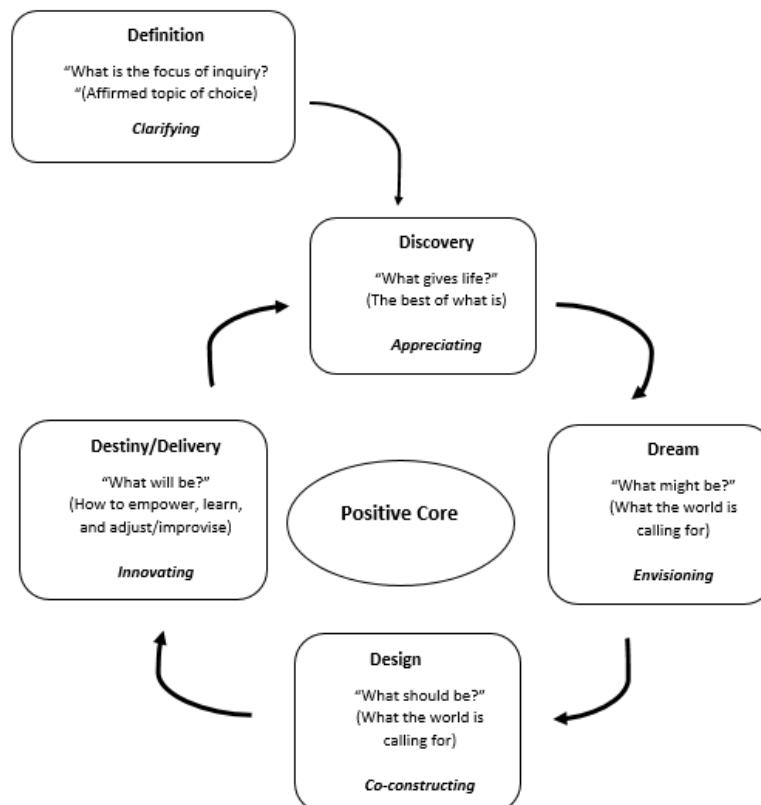 Definition
“What is the focus of inquiry?
“(Affirmed topic of choice)
Clarifying
Discovery
“What gives life?”
(The best of what is)
Appreciating
Dream
“What might be?”
(What the world is
calling for)
Envisioning
Design
“What should be?”
(What the world is
calling for)
Co-constructing
Destiny/Delivery
“What will be?”
(How to empower, learn,
and adjust/improvise)
Innovating
Positive Core